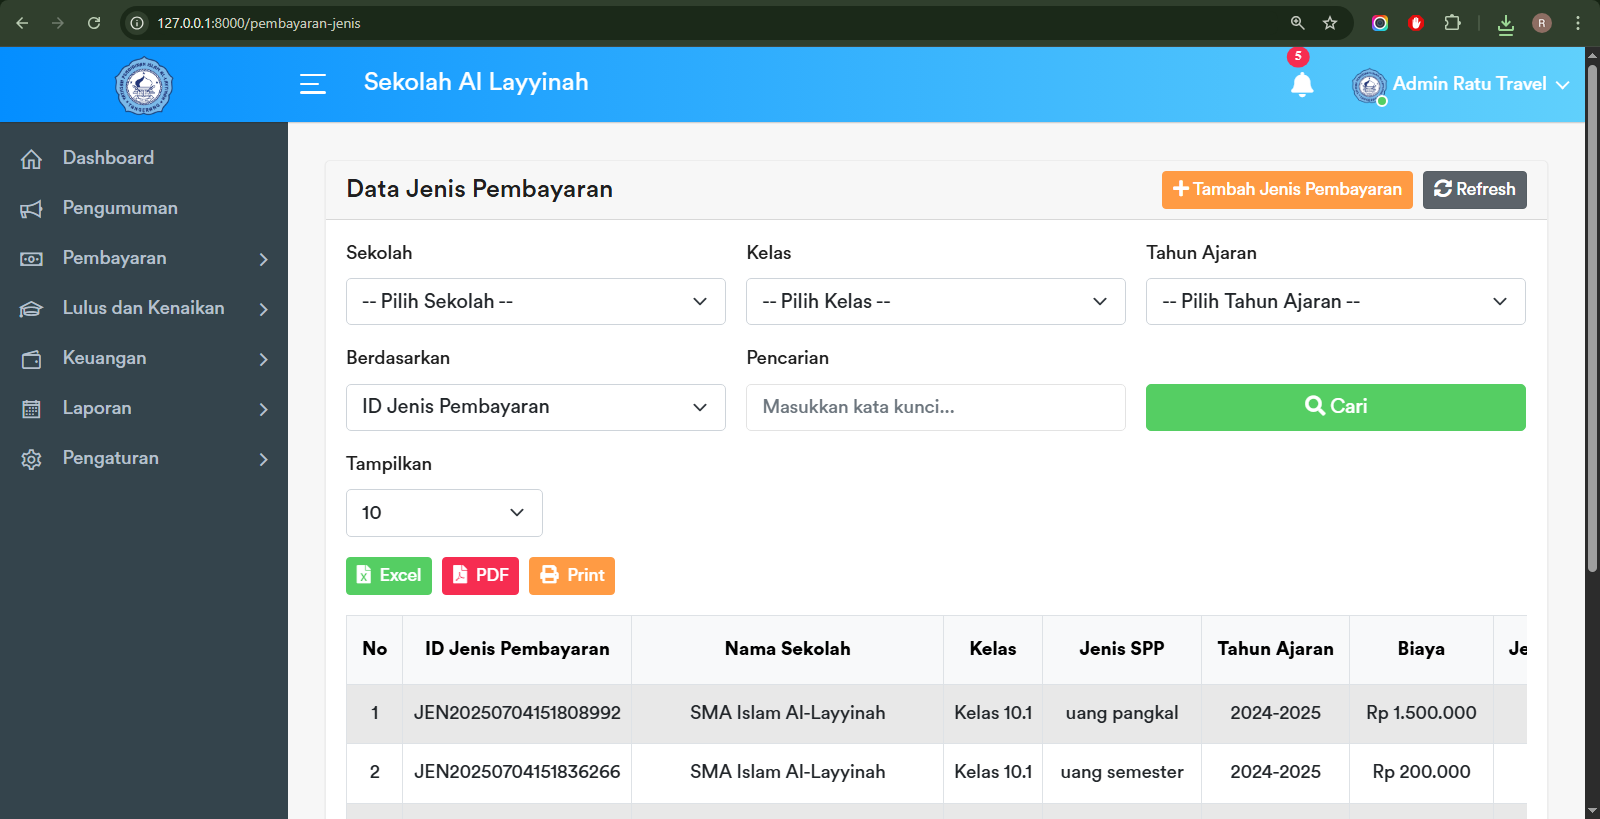 127.0.0.1:8000/pembayaran-jenis
R
Sekolah Al Layyinah
5
Admin Ratu Travel
Dashboard
Pengumuman
Pembayaran
Lulus dan Kenaikan
Keuangan
Laporan
Pengaturan
Data Jenis Pembayaran
Tambah Jenis Pembayaran
Refresh
Sekolah Kelas Tahun Ajaran
-- Pilih Sekolah -- -- Pilih Kelas -- -- Pilih Tahun Ajaran --
Berdasarkan Pencarian
ID Jenis Pembayaran Masukkan kata kunci... Cari
Tampilkan
10
Excel PDF Print
No ID Jenis Pembayaran Nama Sekolah Kelas Jenis SPP Tahun Ajaran Biaya Je
1 JEN20250704151808992 SMA Islam Al-Layyinah Kelas 10.1 uang pangkal 2024-2025 Rp 1.500.000
2 JEN20250704151836266 SMA Islam Al-Layyinah Kelas 10.1 uang semester 2024-2025 Rp 200.000